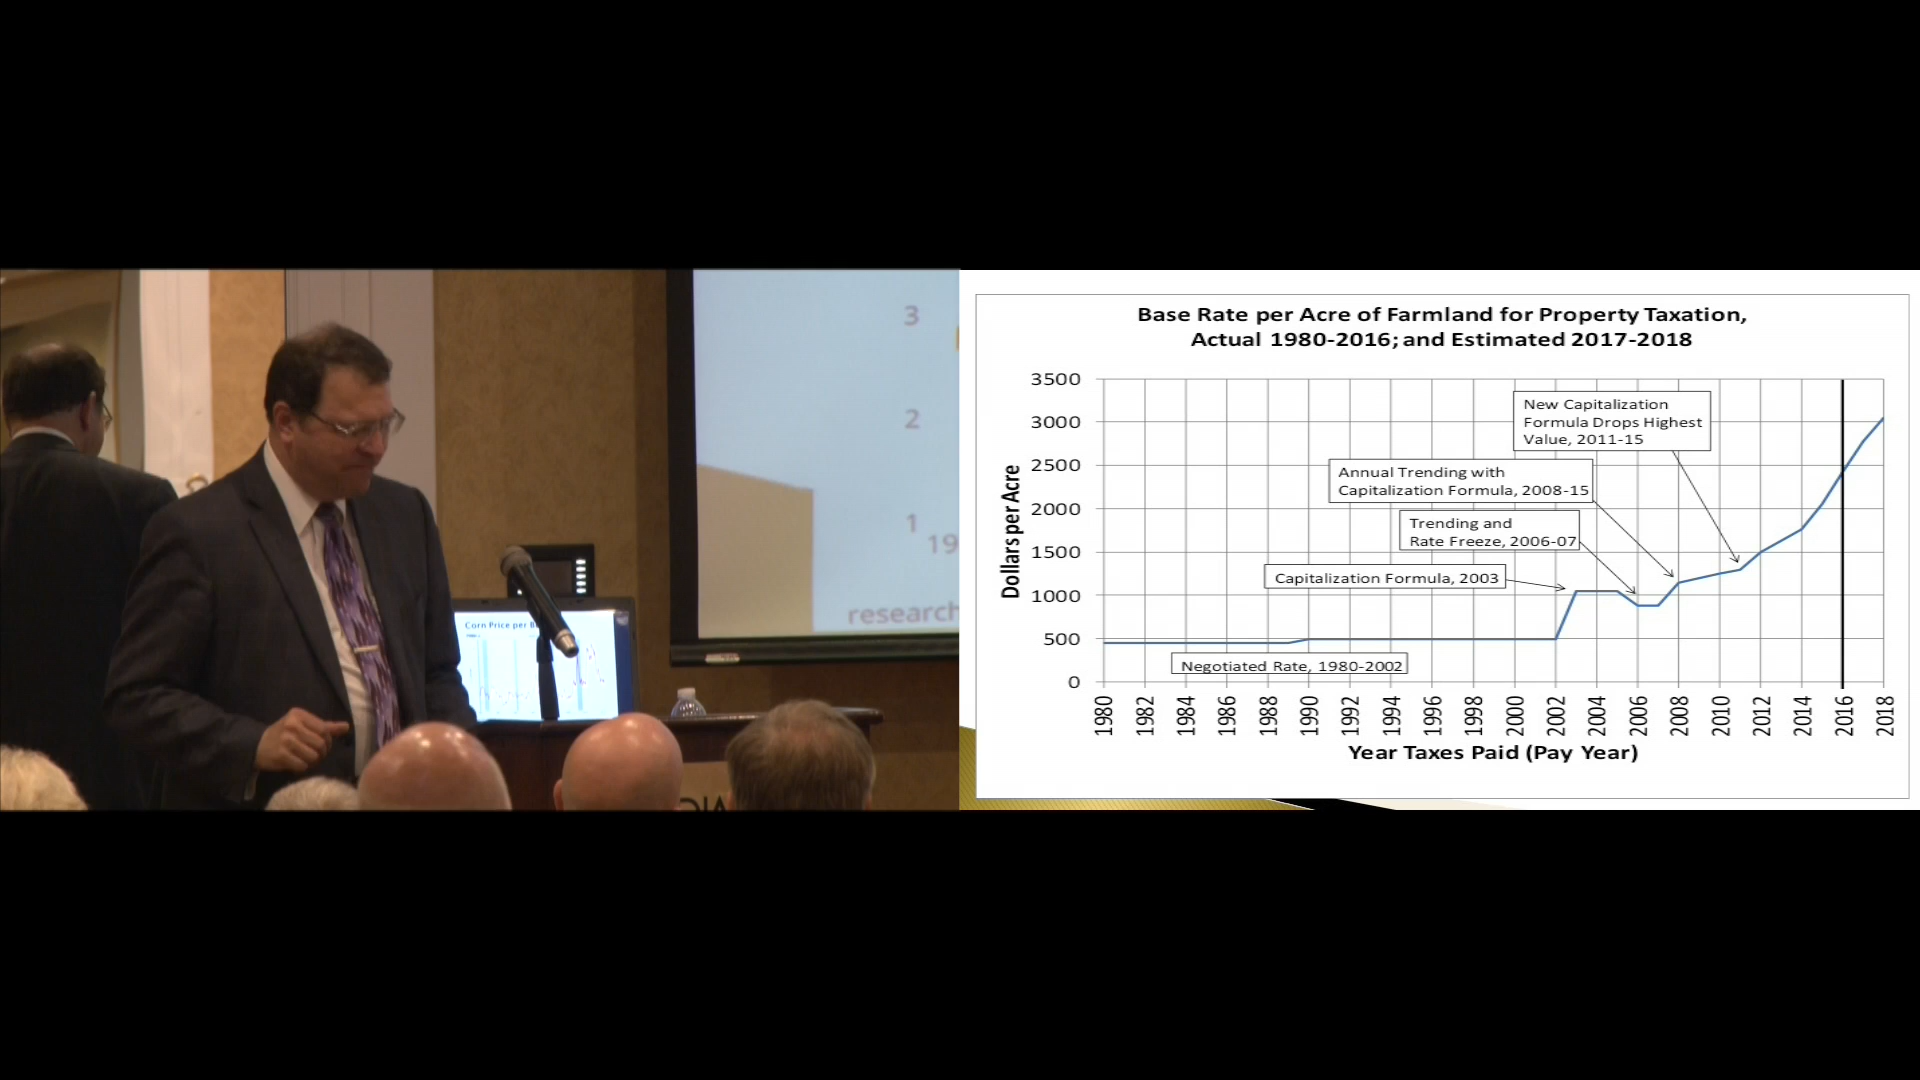 3
2
1
19
research
Corn Price per
Base Rate per Acre of Farmland for Property Taxation,
Actual 1980-2016; and Estimated 2017-2018
3500
3000
2500
2000
1500
1000
500
0
Dollars per Acre
New Capitalization
Formula Drops Highest
Value, 2011-15
Annual Trending with
Capitalization Formula, 2008-15
Trending and
Rate Freeze, 2006-07
Capitalization Formula, 2003
Negotiated Rate, 1980-2002
1980
1982
1984
1986
1988
1990
1992
1994
1996
1998
2000
2002
2004
2006
2008
2010
2012
2014
2016
2018
Year Taxes Paid (Pay Year)